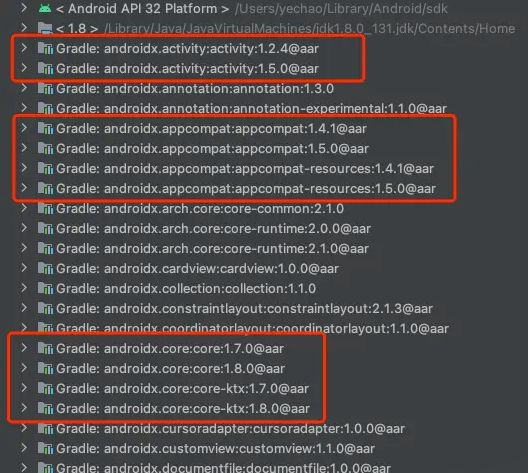 < Android API 32 Platform > /Users/yechao/Library/Android/sdk
< 1.8 > /Library/Java/JavaVirtualMachines/jdk1.8.0_131.jdk/Contents/Home
Gradle: androidx.activity:activity:1.2.4@aar
Gradle: androidx.activity:activity:1.5.0@aar
Gradle: androidx.annotation:annotation:1.3.0
Gradle: androidx.annotation:annotation-experimental:1.1.0@aar
Gradle: androidx.appcompat:appcompat:1.4.1@aar
Gradle: androidx.appcompat:appcompat:1.5.0@aar
Gradle: androidx.appcompat:appcompat-resources:1.4.1@aar
Gradle: androidx.appcompat:appcompat-resources:1.5.0@aar
Gradle: androidx.arch.core:core-common:2.1.0
Gradle: androidx.arch.core:core-runtime:2.0.0@aar
Gradle: androidx.arch.core:core-runtime:2.1.0@aar
Gradle: androidx.cardview:cardview:1.0.0@aar
Gradle: androidx.collection:collection:1.1.0
Gradle: androidx.constraintlayout:constraintlayout:2.1.3@aar
Gradle: androidx.coordinatorlayout:coordinatorlayout:1.1.0@aar
Gradle: androidx.core:core:1.7.0@aar
Gradle: androidx.core:core:1.8.0@aar
Gradle: androidx.core:core-ktx:1.7.0@aar
Gradle: androidx.core:core-ktx:1.8.0@aar
Gradle: androidx.cursoradapter:cursoradapter:1.0.0@aar
Gradle: androidx.customview:customview:1.1.0@aar
Gradle: androidx.documentfile:documentfile:1.0.0@aar